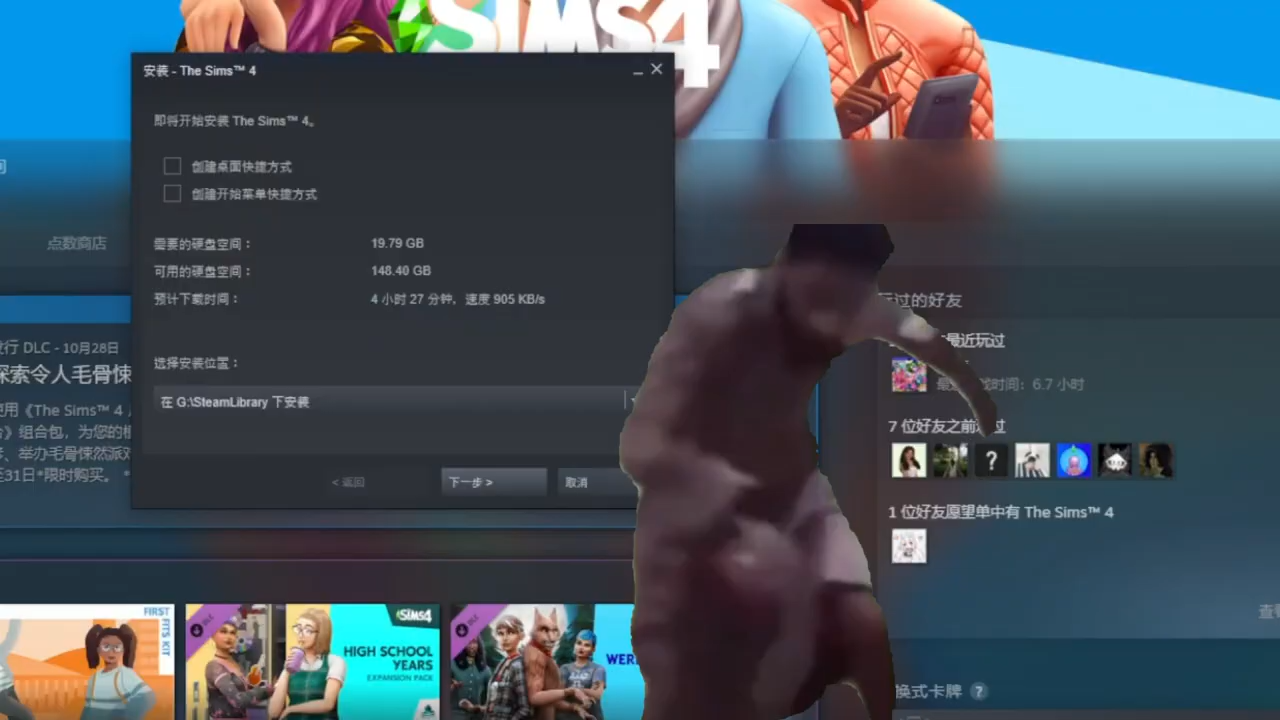 SIMS4
安装 - The Sims™ 4
即将开始安装 The Sims™ 4。
创建桌面快捷方式
创建开始菜单快捷方式
点数商店
需要的硬盘空间： 19.79 GB
可用的硬盘空间： 148.40 GB
预计下载时间： 4 小时 27 分钟，速度 905 KB/s
选择安装位置：
在 G:\SteamLibrary 下安装
< 返回
下一步 >
取消
行 DLC - 10月28日
探索令人毛骨悚
使用《The Sims™ 4
》组合包，为您的
、举办毛骨悚然派对
至31日*限时购买。 *
玩过的好友
最近玩过
时间： 6.7 小时
7 位好友之前 过
?
1 位好友愿望单中有 The Sims™ 4
查
换式卡牌 ?
FIRST
FITS KIT
DLC
SIMS4
HIGH SCHOOL
YEARS
EXPANSION PACK
DLC
WER